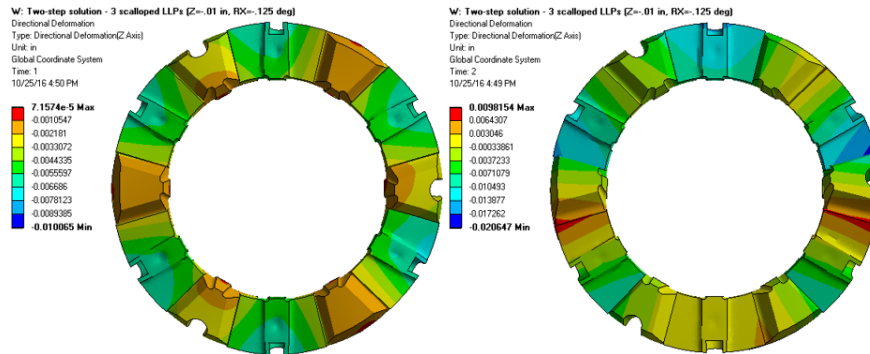 W: Two-step solution - 3 scalloped LLPs (Z=-.01 in, RX=-.125 deg)
Directional Deformation
Type: Directional Deformation(Z Axis)
Unit: in
Global Coordinate System
Time: 1
10/25/16 4:50 PM
7.1574e-5 Max
-0.0010547
-0.002181
-0.0033072
-0.0044335
-0.0055597
-0.006686
-0.0078123
-0.0089385
-0.010065 Min
W: Two-step solution - 3 scalloped LLPs (Z=-.01 in, RX=-.125 deg)
Directional Deformation
Type: Directional Deformation(Z Axis)
Unit: in
Global Coordinate System
Time: 2
10/25/16 4:49 PM
0.0098154 Max
0.0064307
0.003046
-0.00033861
-0.0037233
-0.0071079
-0.010493
-0.013877
-0.017262
-0.020647 Min